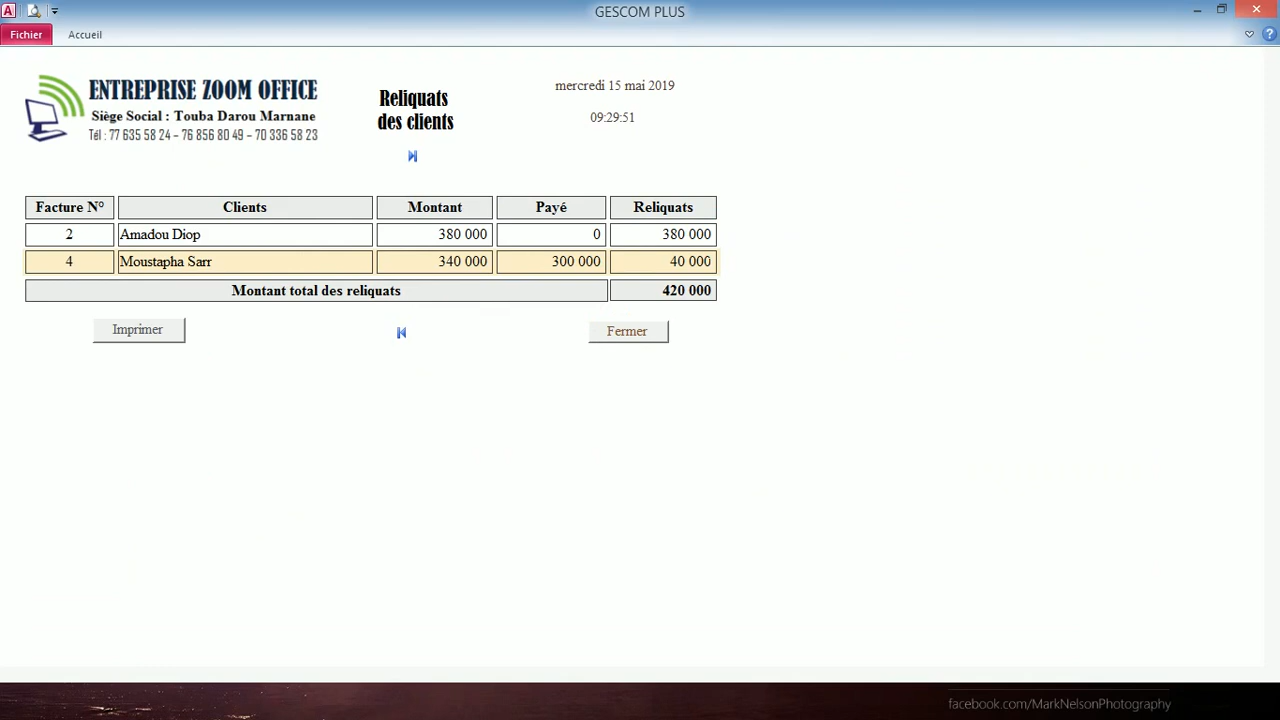 GESCOM PLUS
Fichier Accueil
ENTREPRISE ZOOM OFFICE
Siège Social : Touba Darou Marnane
Tél : 77 635 58 24 – 76 856 80 49 – 70 336 58 23
Reliquats
des clients
mercredi 15 mai 2019
09:29:51
Facture N° Clients Montant Payé Reliquats
2 Amadou Diop 380 000 0 380 000
4 Moustapha Sarr 340 000 300 000 40 000
Montant total des reliquats 420 000
Imprimer Fermer
facebook.com/MarkNelsonPhotography